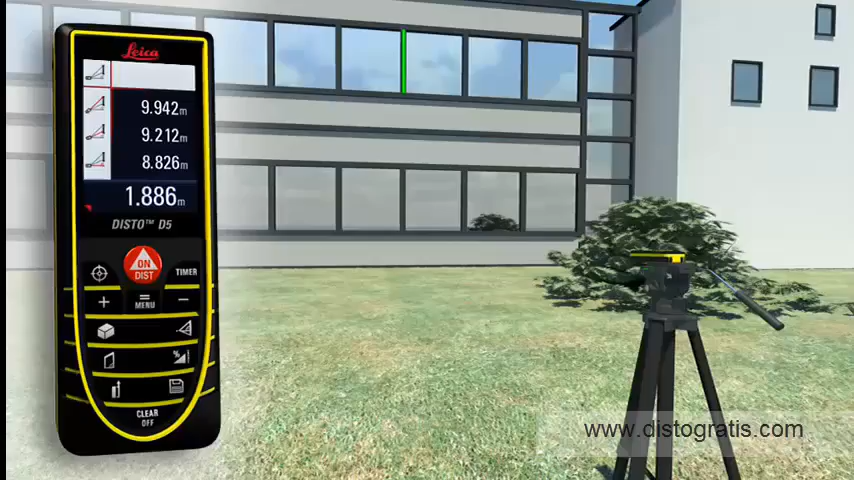 Leica
9.942m
9.212m
8.826m
1.886m
DISTO™ D5
ON
DIST
TIMER
+
=
−
MENU
%
CLEAR
OFF
www.distogratis.com